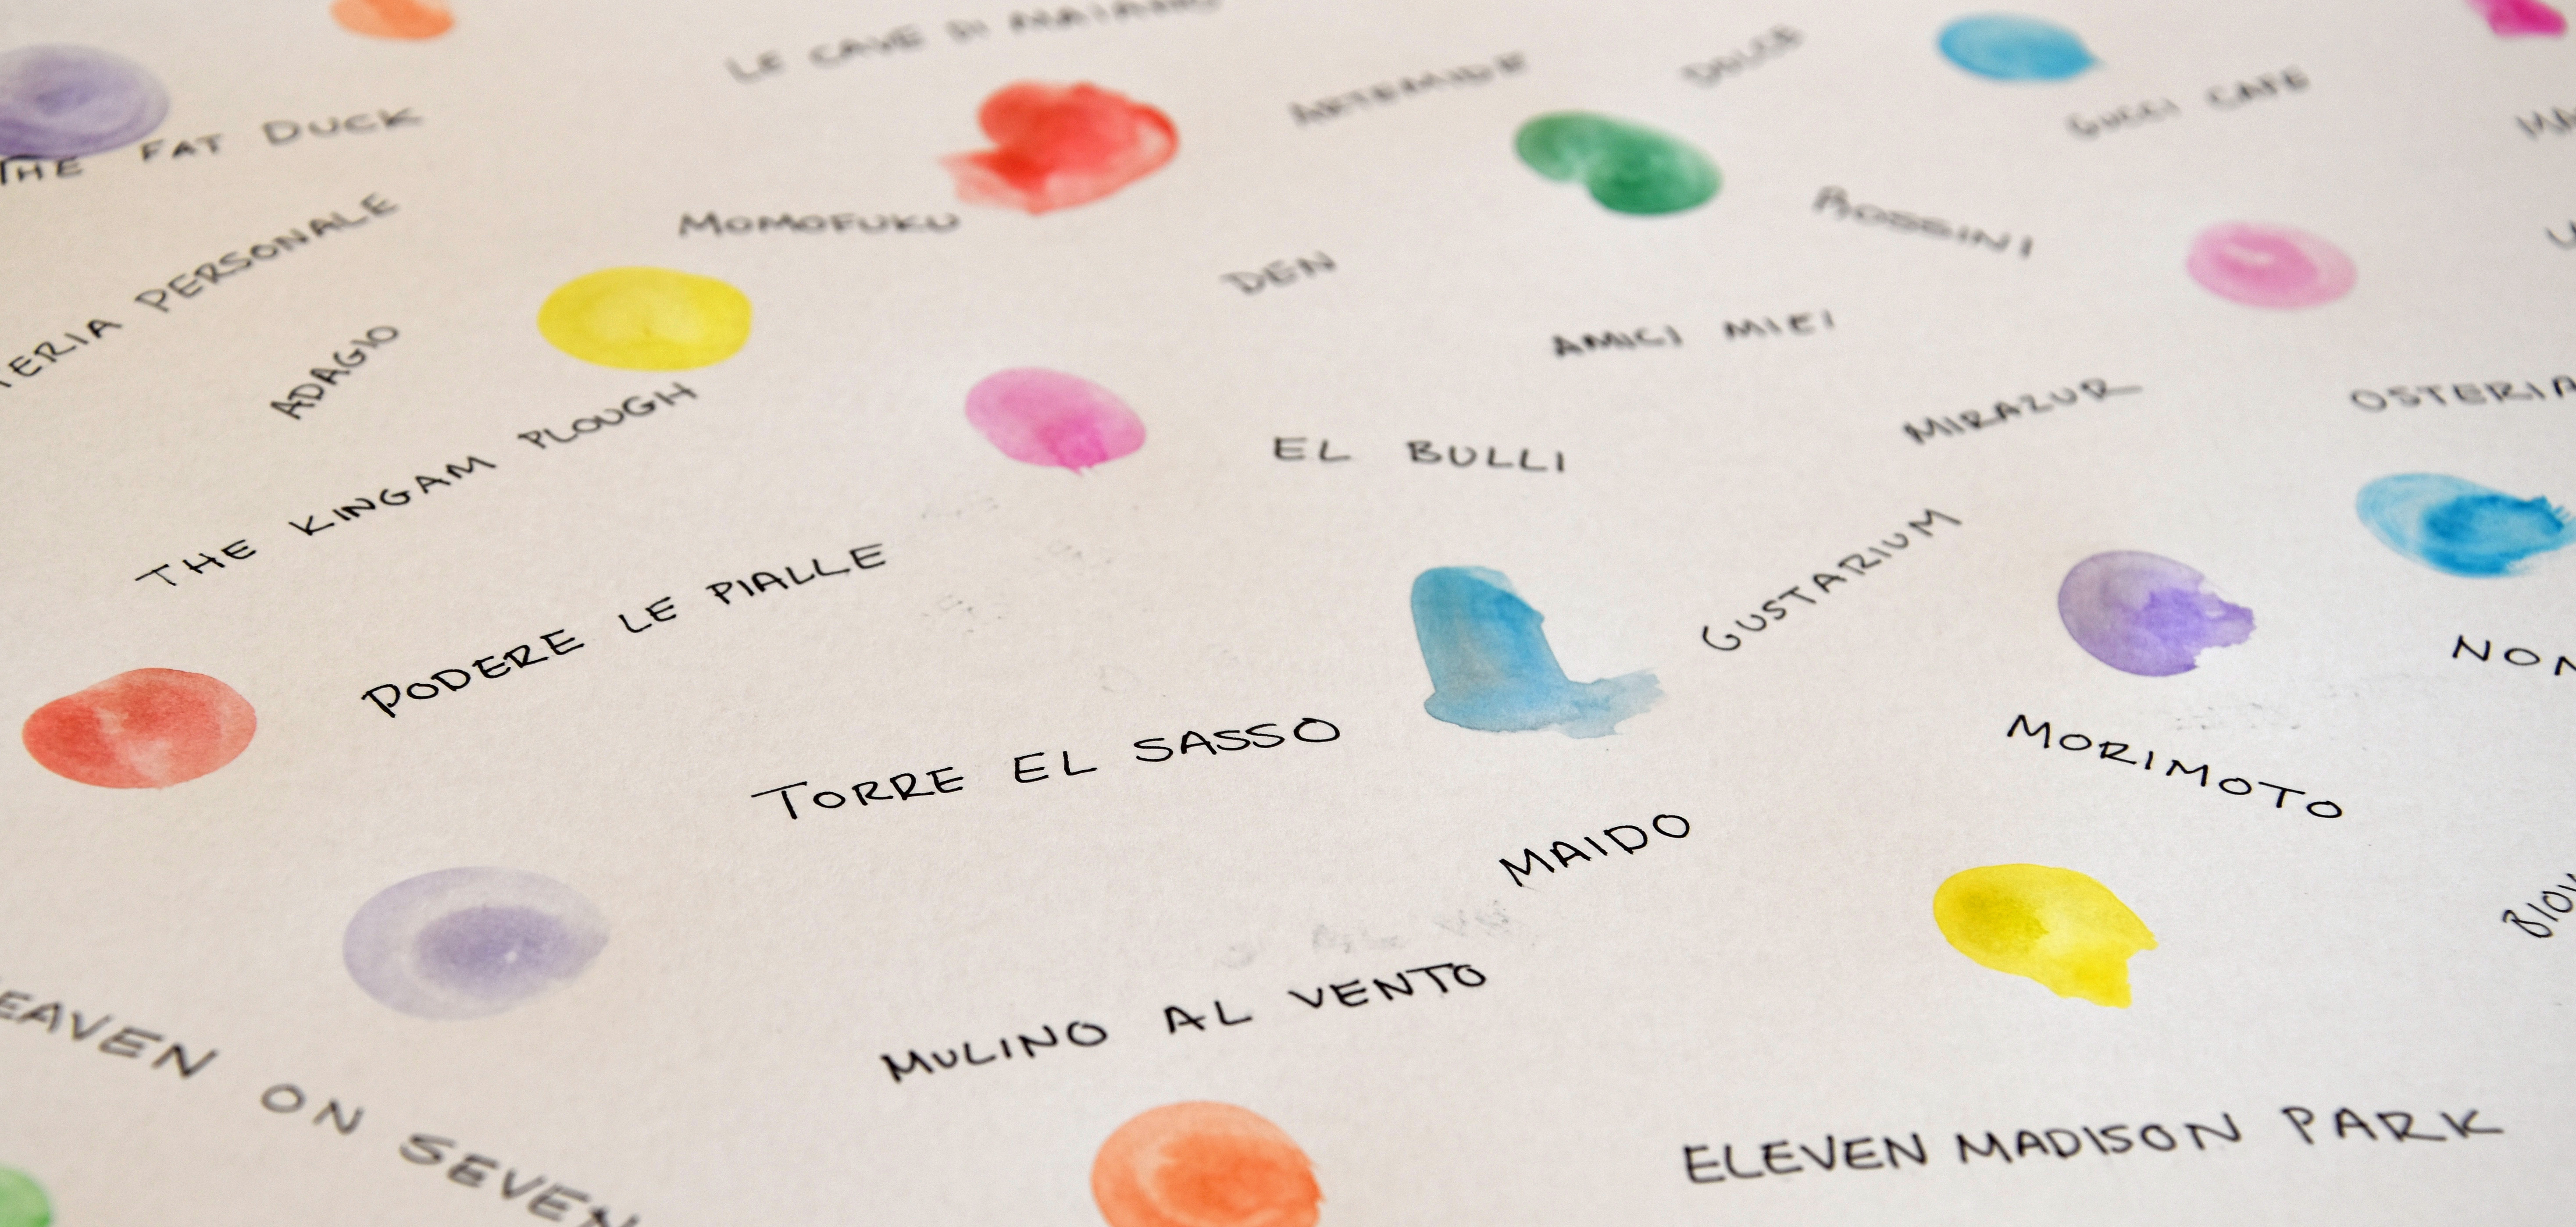 LE CAVE DI MAIANO
DOLCE
ARTEMIDE
GUCCI CAFE
THE FAT DUCK
MOMOFUKU
ROSSINI
TERIA PERSONALE
DEN
AMICI MIEI
ADAGIO
MIRAZUR
OSTERIA
THE KINGAM PLOUGH
EL BULLI
GUSTARIUM
PODERE LE PIALLE
NON
TORRE EL SASSO
MORIMOTO
MAIDO
MULINO AL VENTO
EAVEN ON SEVEN
ELEVEN MADISON PARK